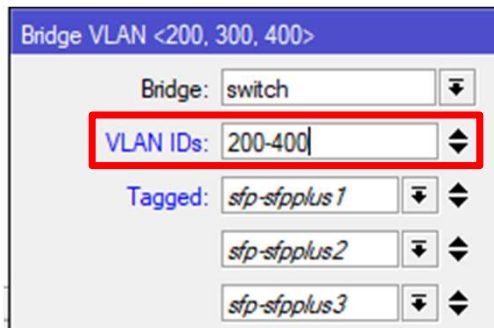 Bridge VLAN <200, 300, 400>
Bridge: switch
VLAN IDs: 200-400
Tagged: sfp-sfpplus1
sfp-sfpplus2
sfp-sfpplus3